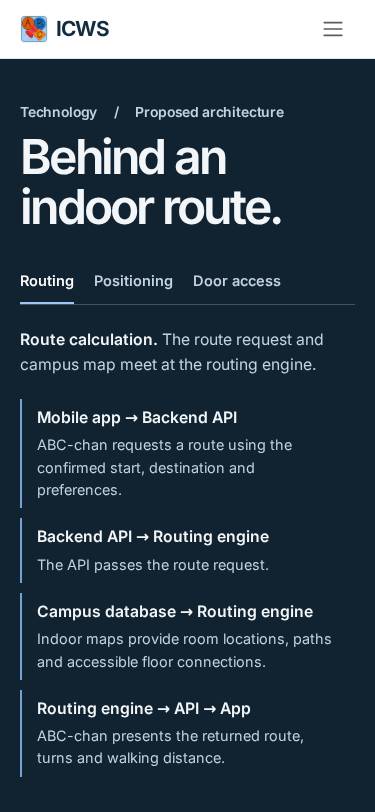 ICWS
Technology / Proposed architecture
Behind an
indoor route.
Routing Positioning Door access
Route calculation. The route request and
campus map meet at the routing engine.
Mobile app → Backend API
ABC-chan requests a route using the
confirmed start, destination and
preferences.
Backend API → Routing engine
The API passes the route request.
Campus database → Routing engine
Indoor maps provide room locations, paths
and accessible floor connections.
Routing engine → API → App
ABC-chan presents the returned route,
turns and walking distance.